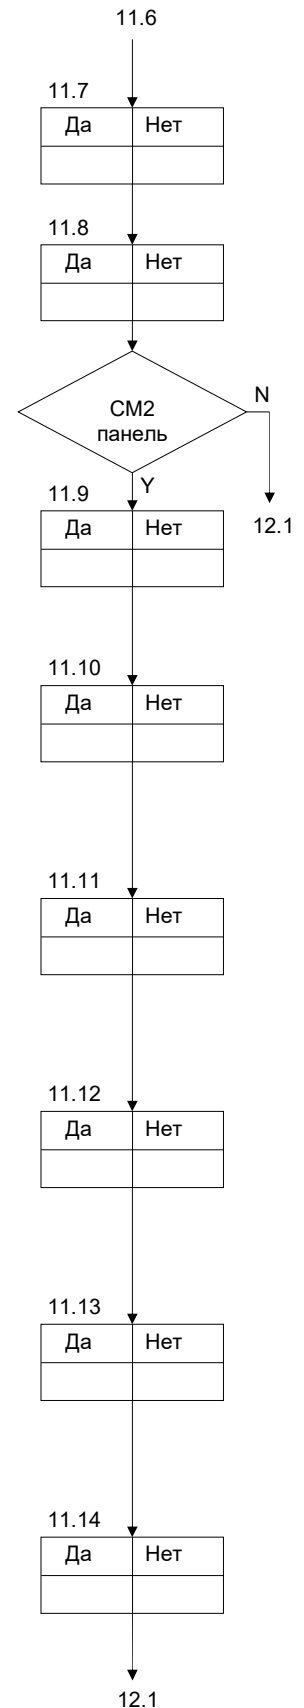 11.6
11.7
Да Нет
11.8
Да Нет
СМ2
панель
N
Y
12.1
11.9
Да Нет
11.10
Да Нет
11.11
Да Нет
11.12
Да Нет
11.13
Да Нет
11.14
Да Нет
12.1